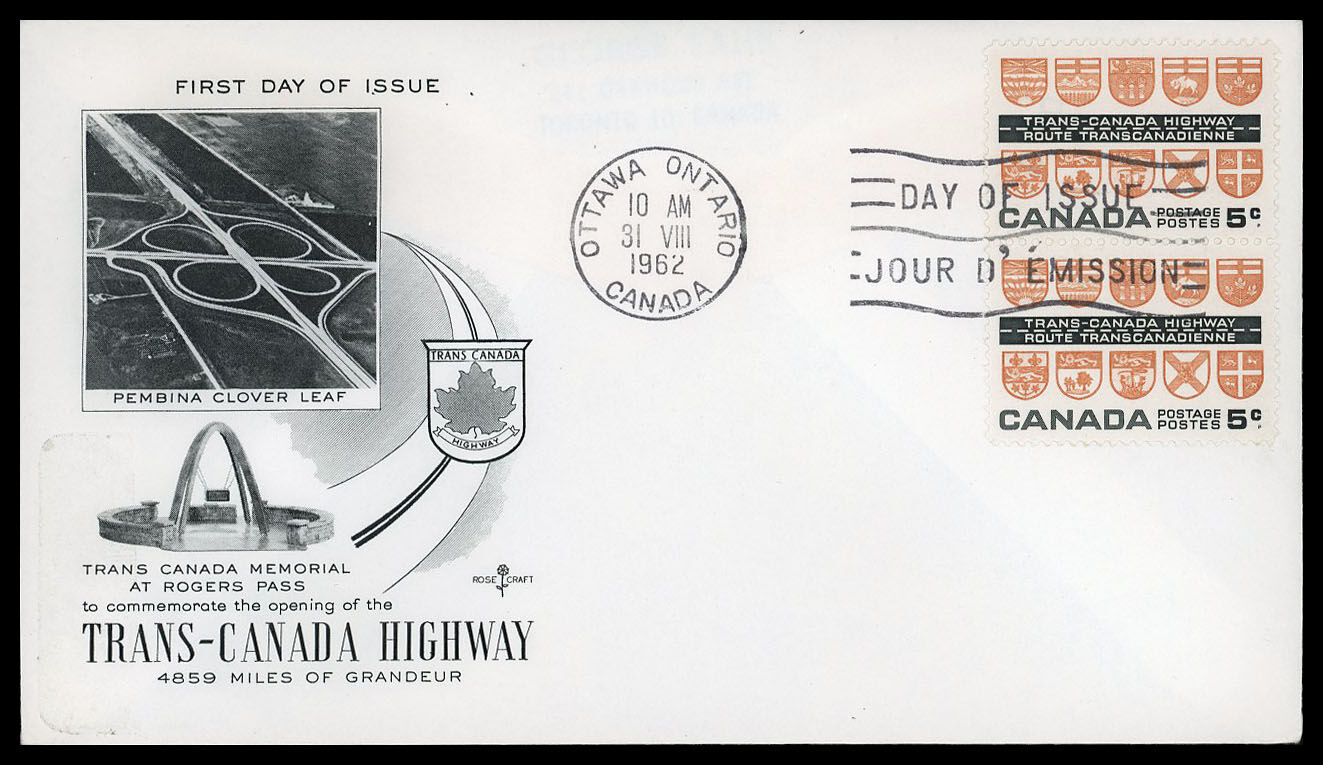 FIRST DAY OF ISSUE
PEMBINA CLOVER LEAF
TRANS CANADA
HIGHWAY
TRANS CANADA MEMORIAL
AT ROGERS PASS
to commemorate the opening of the
TRANS-CANADA HIGHWAY
4859 MILES OF GRANDEUR
ROSE CRAFT
OTTAWA ONTARIO
10 AM
31 VIII
1962
CANADA
DAY OF ISSUE
JOUR D'ÉMISSION
TRANS-CANADA HIGHWAY
ROUTE TRANSCANADIENNE
CANADA POSTAGE POSTES 5c
TRANS-CANADA HIGHWAY
ROUTE TRANSCANADIENNE
CANADA POSTAGE POSTES 5c